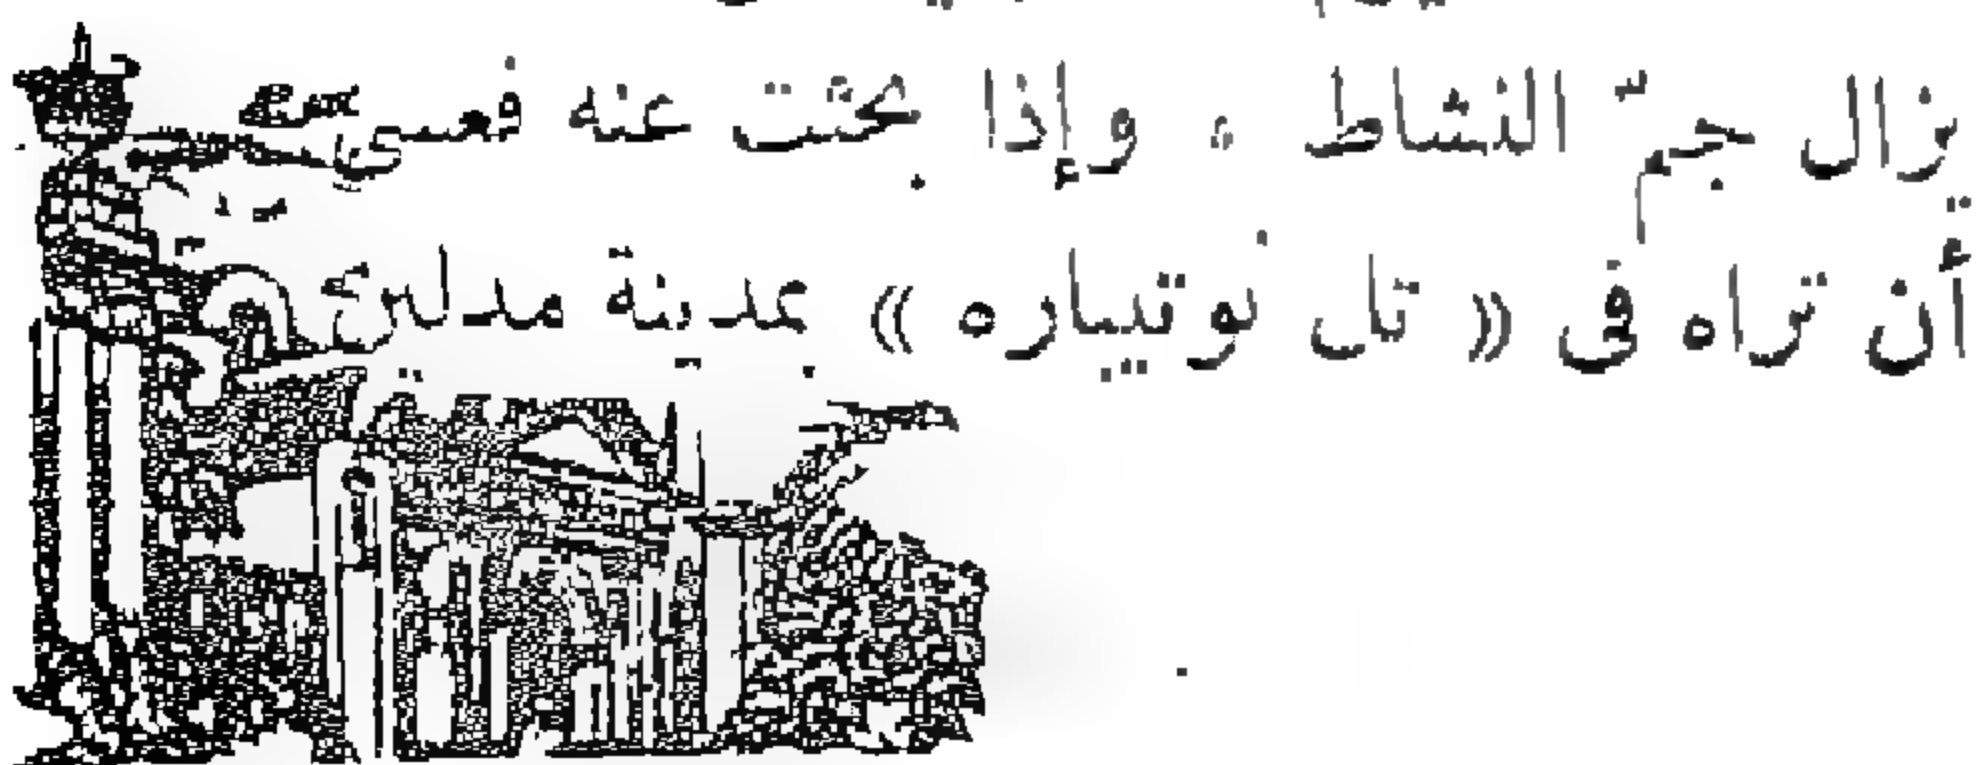 يزال جمّ النشاط ، وإذا بحثت عنه فعسى
أن تراه فى « تل نوتيباره » بمدينة مدلين